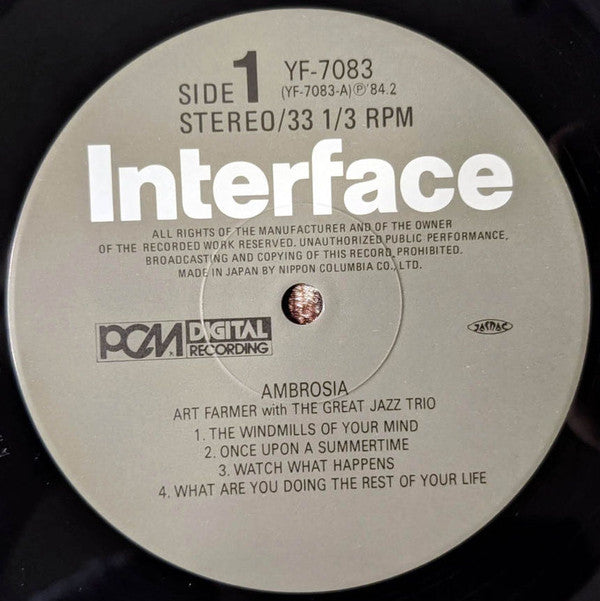 SIDE 1 YF-7083
(YF-7083-A)Ⓟ'84.2
STEREO/33 1/3 RPM
Interface
ALL RIGHTS OF THE MANUFACTURER AND OF THE OWNER
OF THE RECORDED WORK RESERVED. UNAUTHORIZED PUBLIC PERFORMANCE,
BROADCASTING AND COPYING OF THIS RECORD PROHIBITED.
MADE IN JAPAN BY NIPPON COLUMBIA CO., LTD.
PCM DIGITAL
RECORDING
JASRAC
AMBROSIA
ART FARMER with THE GREAT JAZZ TRIO
1. THE WINDMILLS OF YOUR MIND
2. ONCE UPON A SUMMERTIME
3. WATCH WHAT HAPPENS
4. WHAT ARE YOU DOING THE REST OF YOUR LIFE